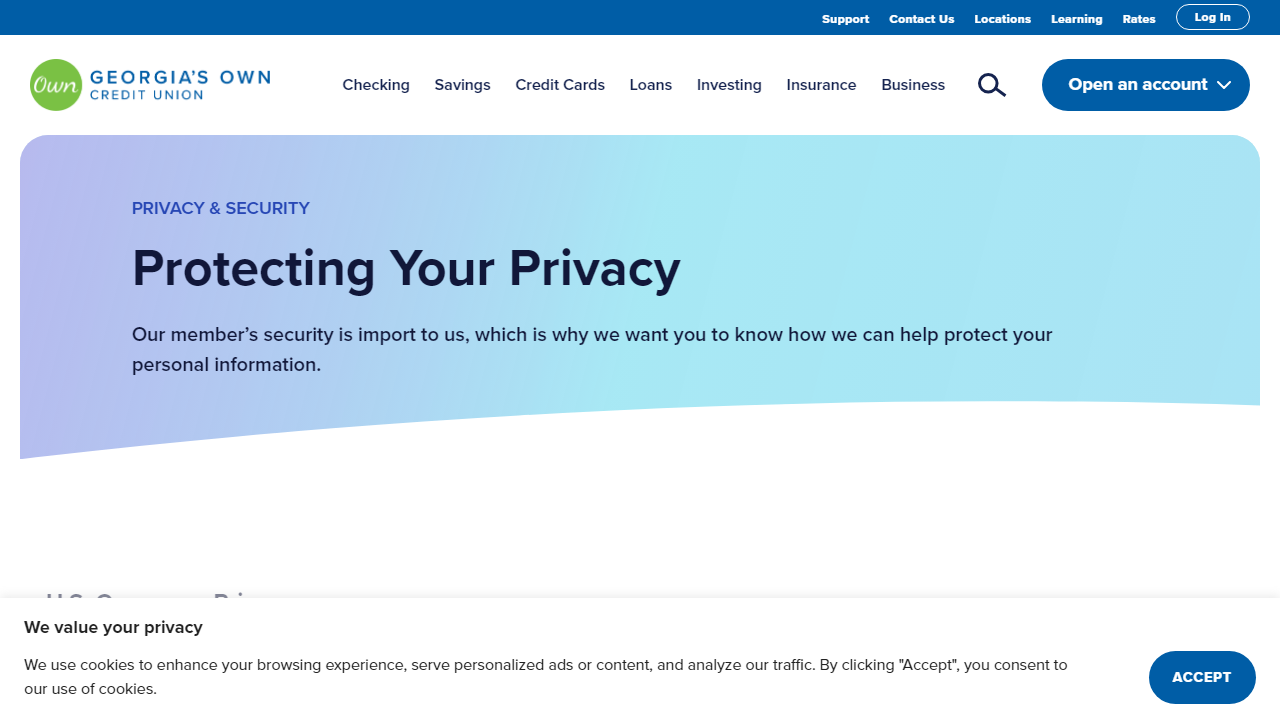 Support Contact Us Locations Learning Rates Log In
Own GEORGIA'S OWN
CREDIT UNION
Checking Savings Credit Cards Loans Investing Insurance Business Open an account
PRIVACY & SECURITY
Protecting Your Privacy
Our member’s security is import to us, which is why we want you to know how we can help protect your
personal information.
We value your privacy
We use cookies to enhance your browsing experience, serve personalized ads or content, and analyze our traffic. By clicking "Accept", you consent to
our use of cookies.
ACCEPT